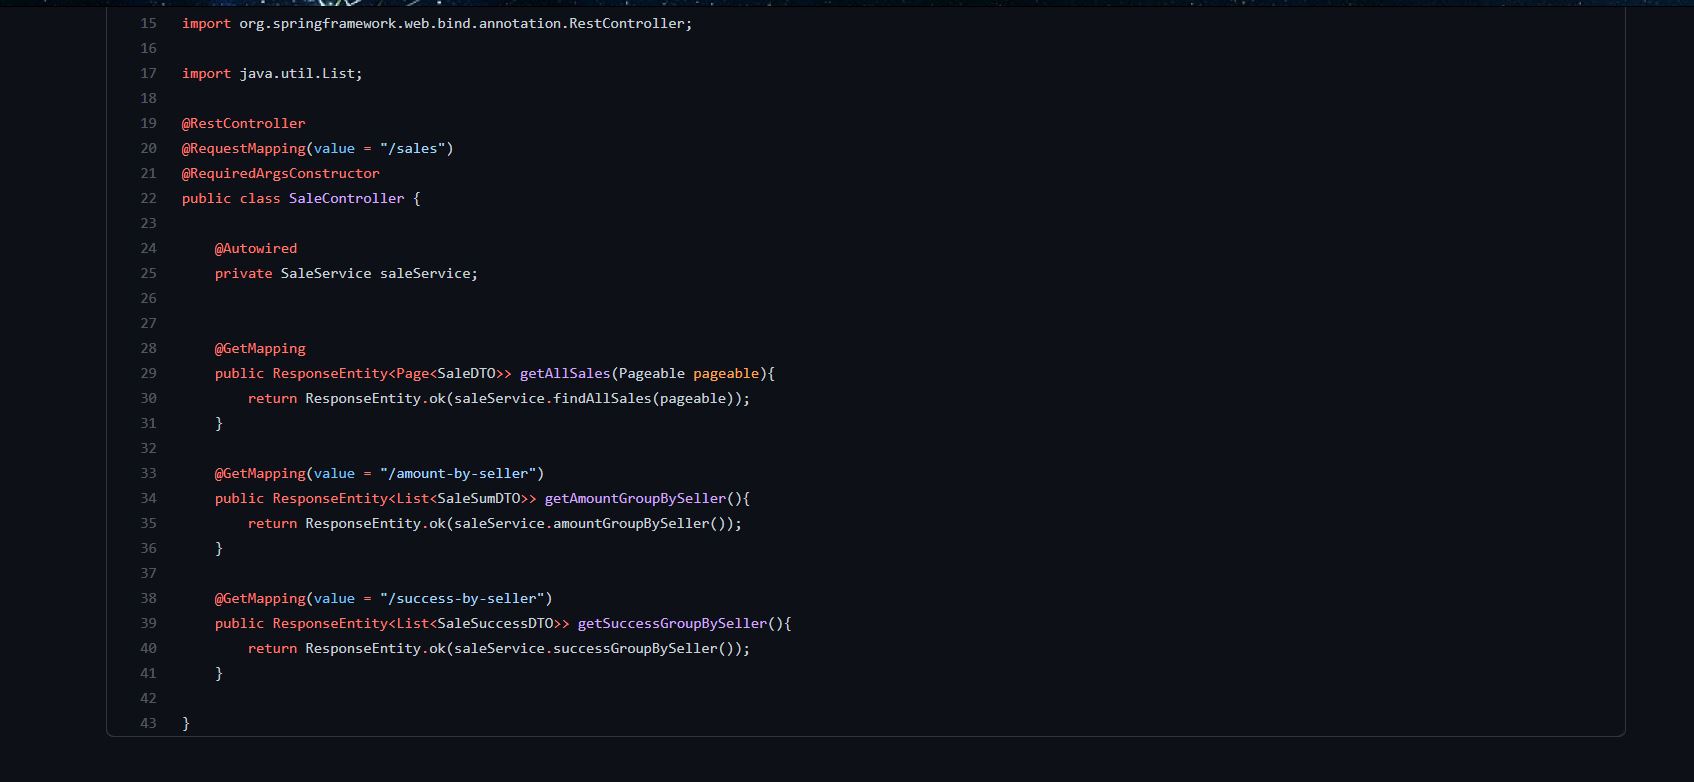 15 import org.springframework.web.bind.annotation.RestController;
16
17 import java.util.List;
18
19 @RestController
20 @RequestMapping(value = "/sales")
21 @RequiredArgsConstructor
22 public class SaleController {
23
24     @Autowired
25     private SaleService saleService;
26
27
28     @GetMapping
29     public ResponseEntity<Page<SaleDTO>> getAllSales(Pageable pageable){
30         return ResponseEntity.ok(saleService.findAllSales(pageable));
31     }
32
33     @GetMapping(value = "/amount-by-seller")
34     public ResponseEntity<List<SaleSumDTO>> getAmountGroupBySeller(){
35         return ResponseEntity.ok(saleService.amountGroupBySeller());
36     }
37
38     @GetMapping(value = "/success-by-seller")
39     public ResponseEntity<List<SaleSuccessDTO>> getSuccessGroupBySeller(){
40         return ResponseEntity.ok(saleService.successGroupBySeller());
41     }
42
43 }